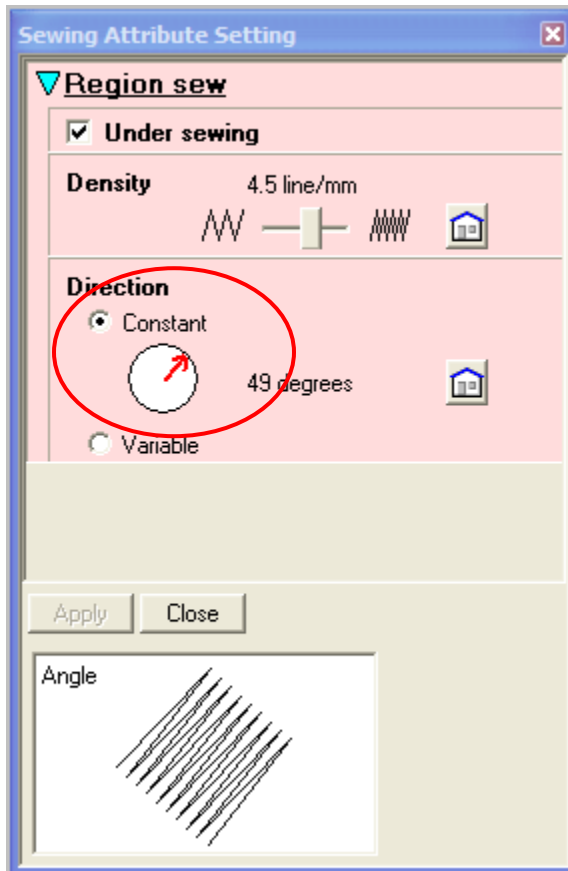 Sewing Attribute Setting
Region sew
Under sewing
Density 4.5 line/mm
Direction
Constant
49 degrees
Variable
Apply Close
Angle